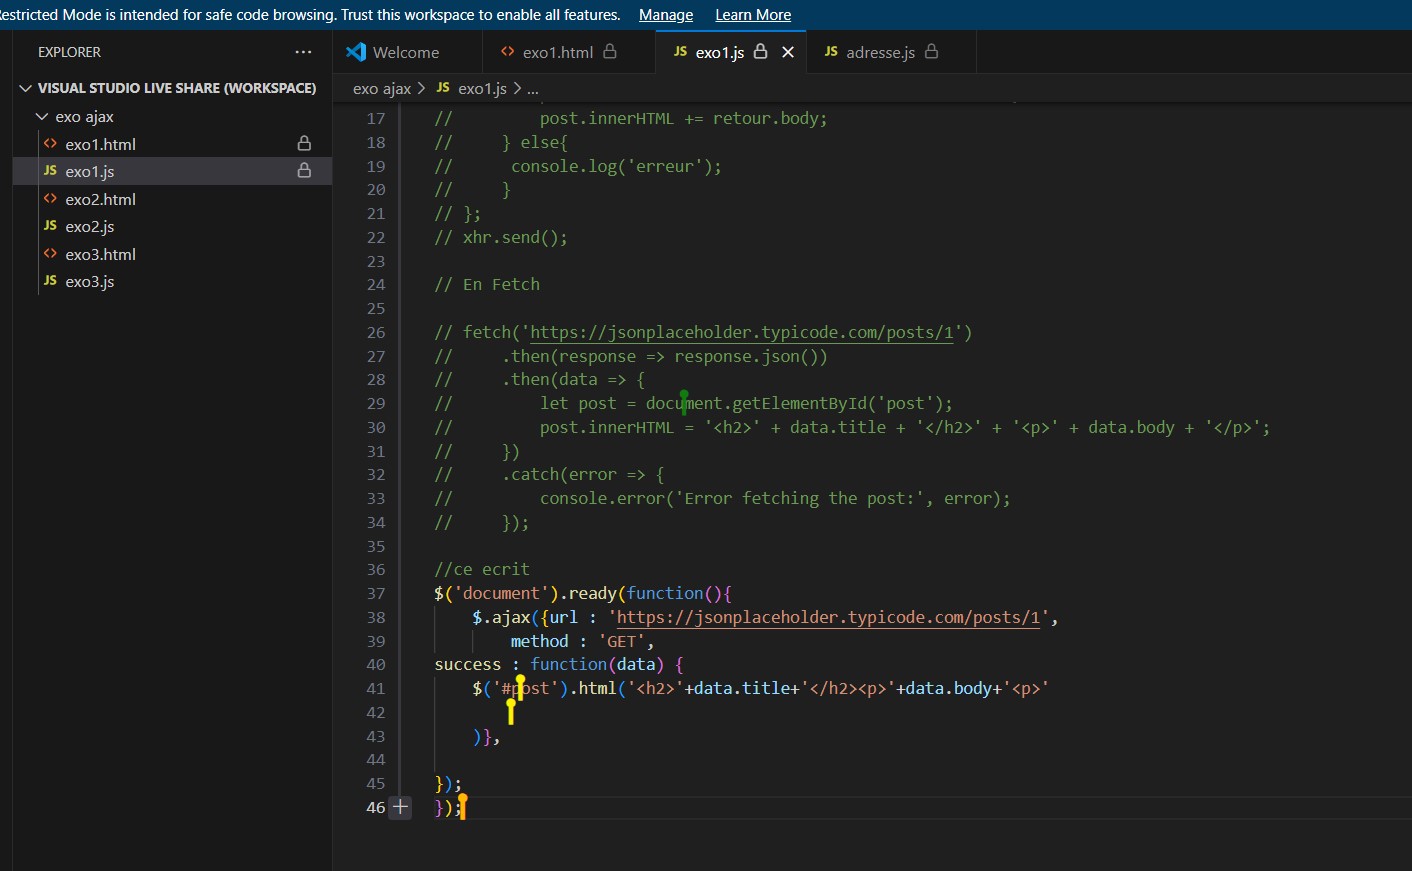 Restricted Mode is intended for safe code browsing. Trust this workspace to enable all features. Manage Learn More
EXPLORER ...
VISUAL STUDIO LIVE SHARE (WORKSPACE)
exo ajax
<> exo1.html
JS exo1.js
<> exo2.html
JS exo2.js
<> exo3.html
JS exo3.js
Welcome <> exo1.html JS exo1.js JS adresse.js
exo ajax > JS exo1.js > ...
17 //         post.innerHTML += retour.body;
18 //     } else{
19 //      console.log('erreur');
20 //     }
21 // };
22 // xhr.send();
23
24 // En Fetch
25
26 // fetch('https://jsonplaceholder.typicode.com/posts/1')
27 //     .then(response => response.json())
28 //     .then(data => {
29 //         let post = document.getElementById('post');
30 //         post.innerHTML = '<h2>' + data.title + '</h2>' + '<p>' + data.body + '</p>';
31 //     })
32 //     .catch(error => {
33 //         console.error('Error fetching the post:', error);
34 //     });
35
36 //ce ecrit
37 $('document').ready(function(){
38     $.ajax({url : 'https://jsonplaceholder.typicode.com/posts/1',
39         method : 'GET',
40 success : function(data) {
41     $('#post').html('<h2>'+data.title+'</h2><p>'+data.body+'<p>'
42
43     )},
44
45 });
46 });